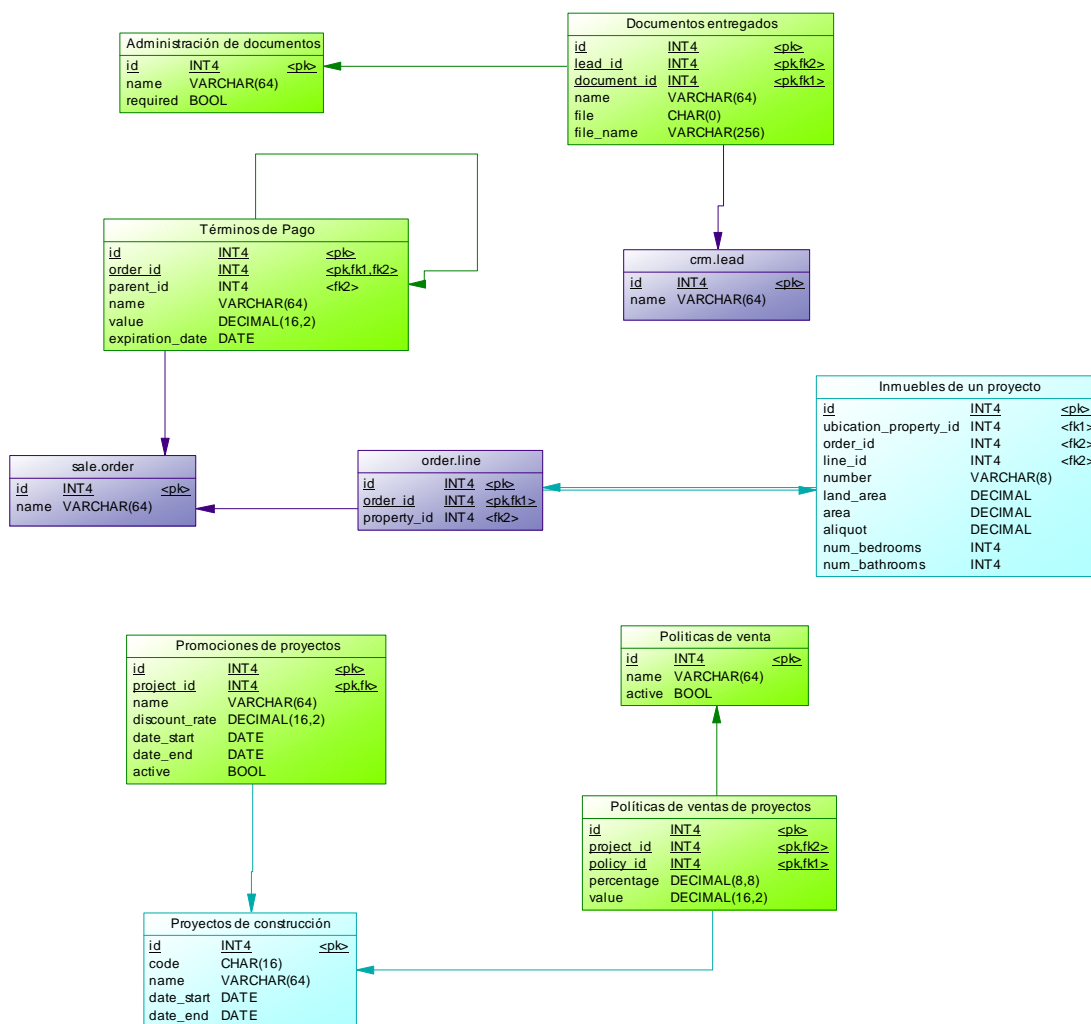 Administración de documentos
id INT4 <pk>
name VARCHAR(64)
required BOOL
Documentos entregados
id INT4 <pk>
lead_id INT4 <pk,fk2>
document_id INT4 <pk,fk1>
name VARCHAR(64)
file CHAR(0)
file_name VARCHAR(256)
Términos de Pago
id INT4 <pk>
order_id INT4 <pk,fk1,fk2>
parent_id INT4 <fk2>
name VARCHAR(64)
value DECIMAL(16,2)
expiration_date DATE
crm.lead
id INT4 <pk>
name VARCHAR(64)
Inmuebles de un proyecto
id INT4 <pk>
ubication_property_id INT4 <fk1>
order_id INT4 <fk2>
line_id INT4 <fk2>
number VARCHAR(8)
land_area DECIMAL
area DECIMAL
aliquot DECIMAL
num_bedrooms INT4
num_bathrooms INT4
sale.order
id INT4 <pk>
name VARCHAR(64)
order.line
id INT4 <pk>
order_id INT4 <pk,fk1>
property_id INT4 <fk2>
Promociones de proyectos
id INT4 <pk>
project_id INT4 <pk,fk>
name VARCHAR(64)
discount_rate DECIMAL(16,2)
date_start DATE
date_end DATE
active BOOL
Politicas de venta
id INT4 <pk>
name VARCHAR(64)
active BOOL
Políticas de ventas de proyectos
id INT4 <pk>
project_id INT4 <pk,fk2>
policy_id INT4 <pk,fk1>
percentage DECIMAL(8,8)
value DECIMAL(16,2)
Proyectos de construcción
id INT4 <pk>
code CHAR(16)
name VARCHAR(64)
date_start DATE
date_end DATE